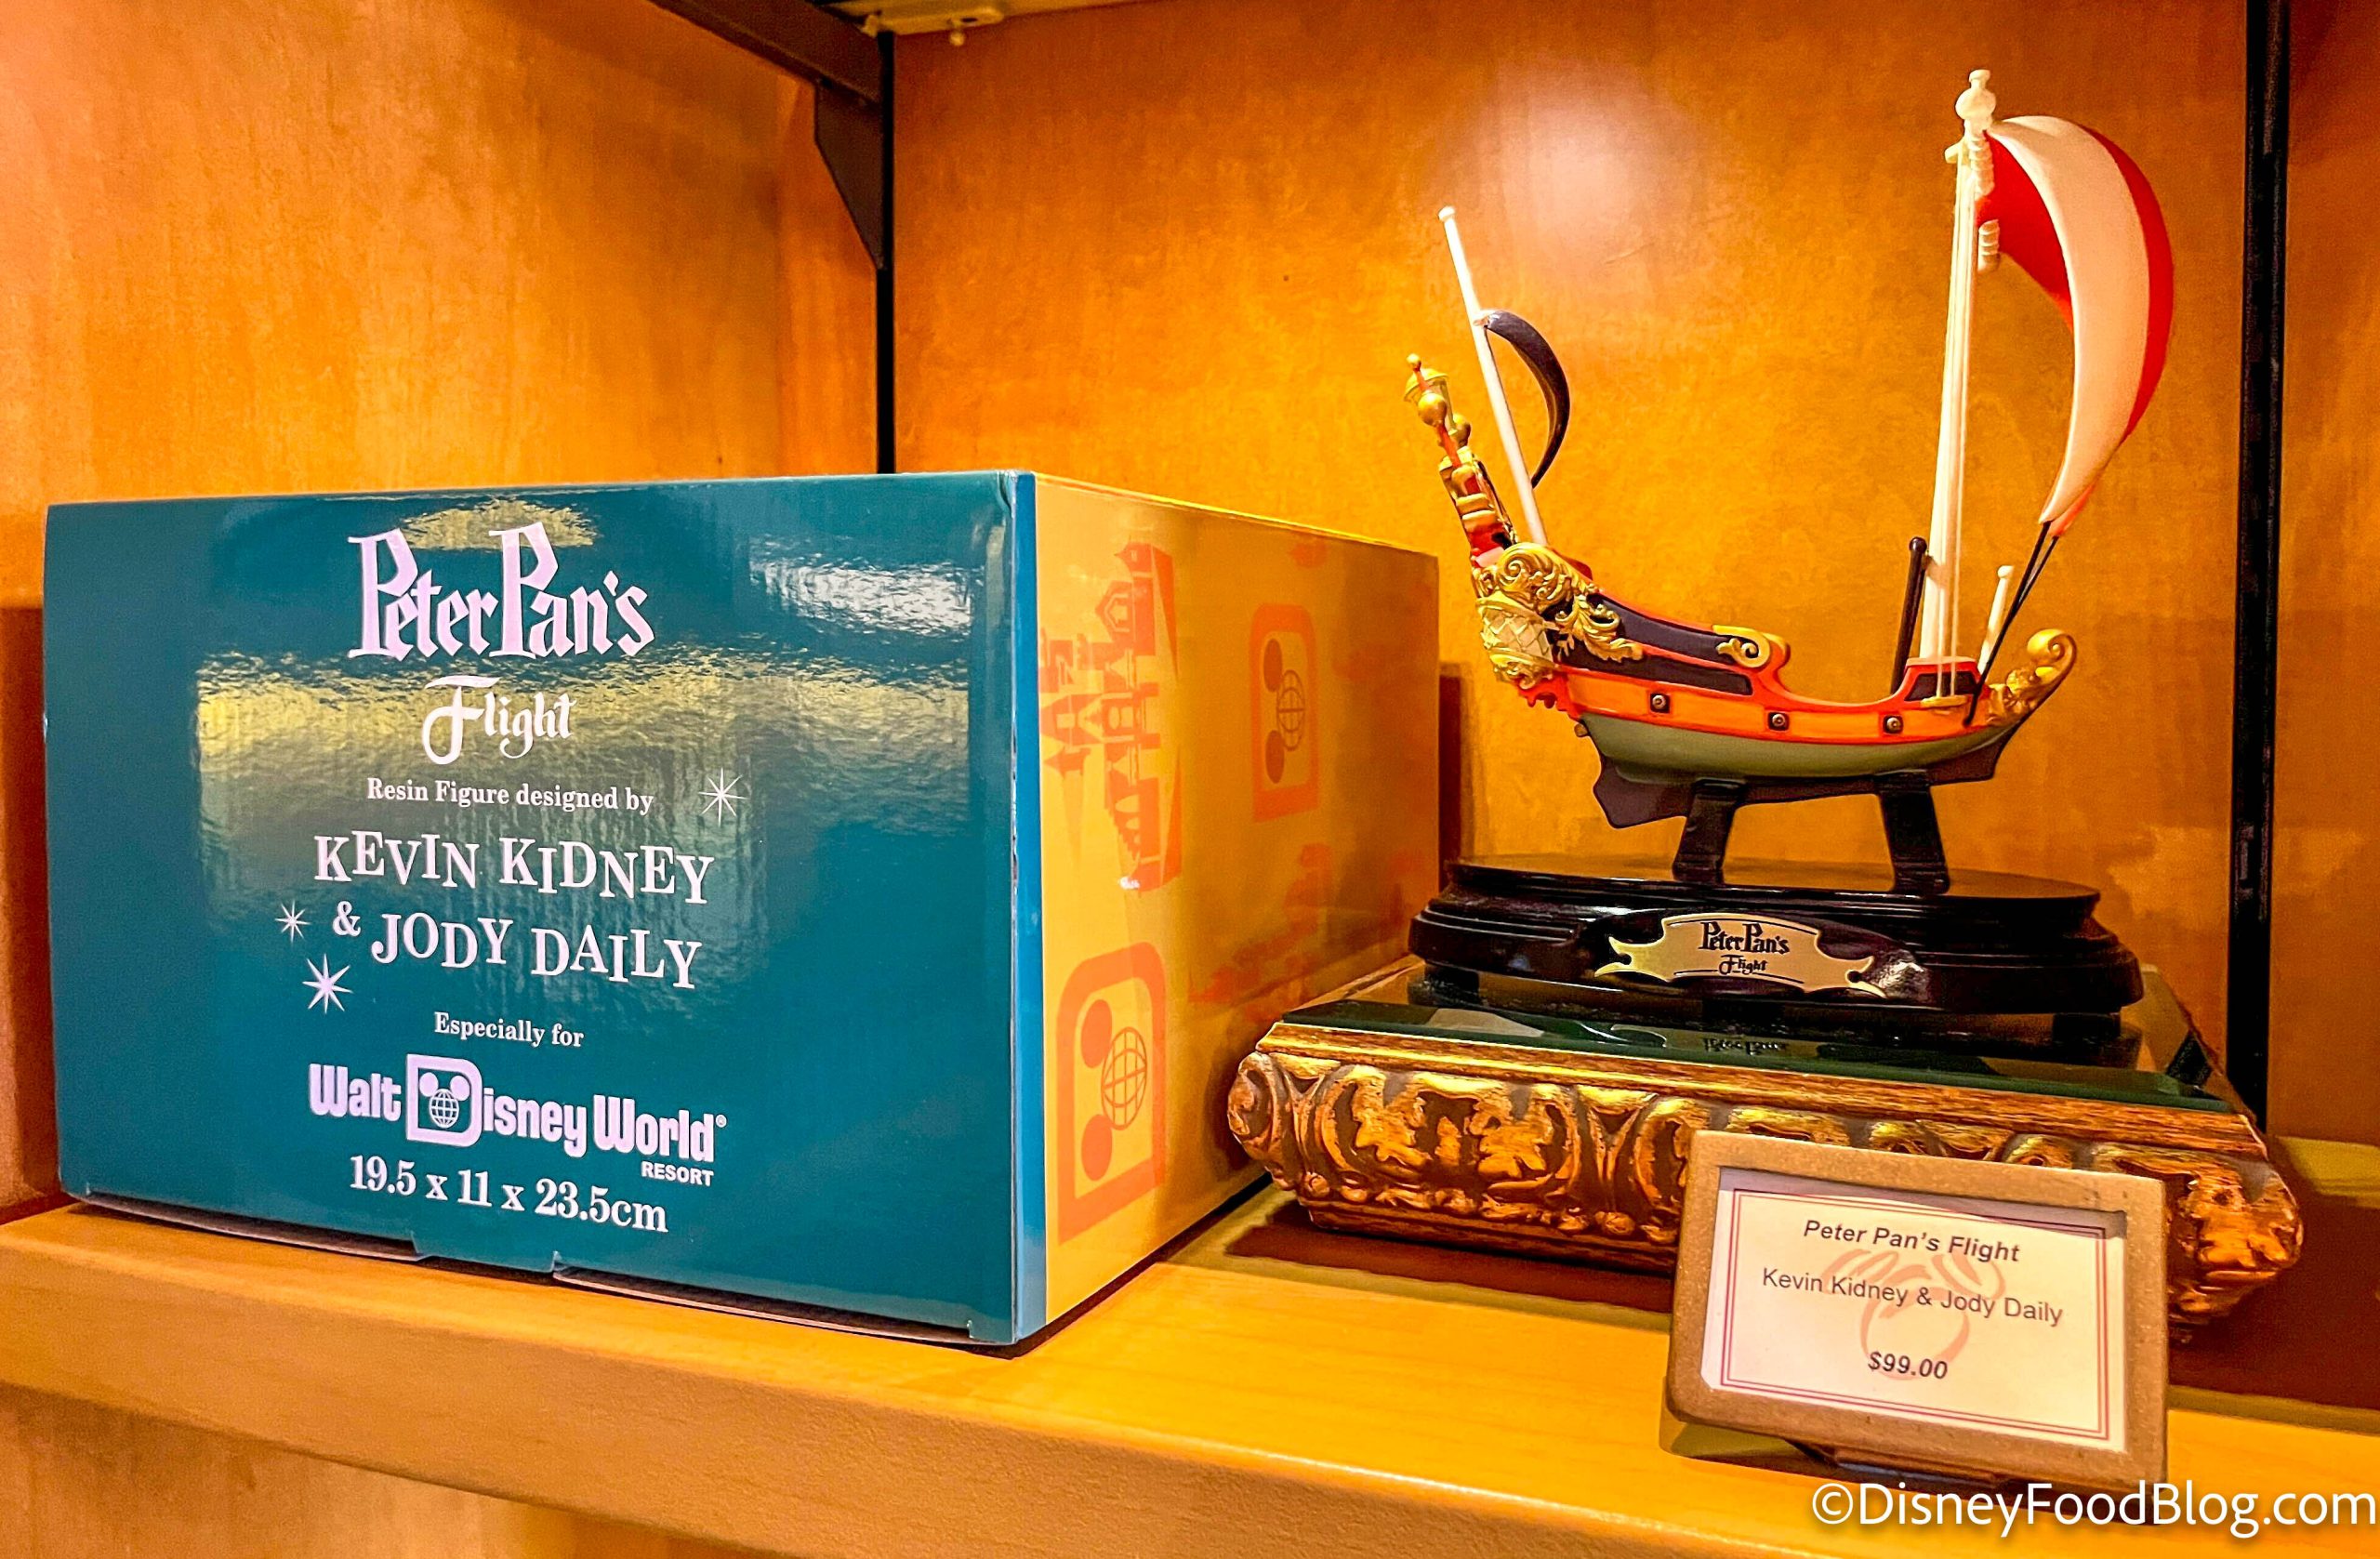 Peter Pan's
Flight
Resin Figure designed by
KEVIN KIDNEY
& JODY DAILY
Especially for
Walt Disney World®
RESORT
19.5 x 11 x 23.5cm
Peter Pan's
Flight
Peter Pan's Flight
Kevin Kidney & Jody Daily
$99.00
©DisneyFoodBlog.com